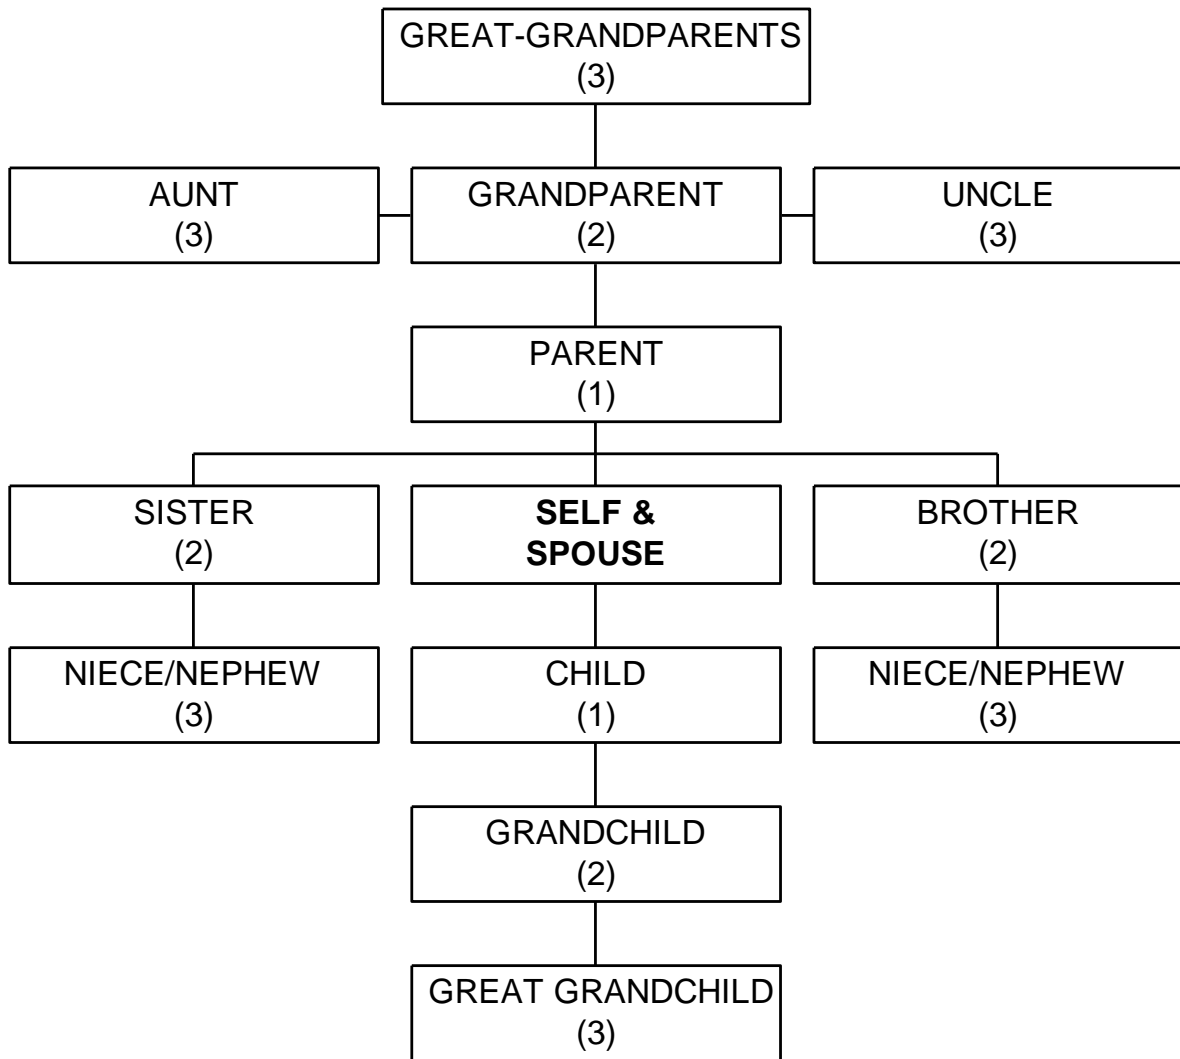 GREAT-GRANDPARENTS
(3)
AUNT
(3)
GRANDPARENT
(2)
UNCLE
(3)
PARENT
(1)
SISTER
(2)
SELF &
SPOUSE
BROTHER
(2)
NIECE/NEPHEW
(3)
CHILD
(1)
NIECE/NEPHEW
(3)
GRANDCHILD
(2)
GREAT GRANDCHILD
(3)